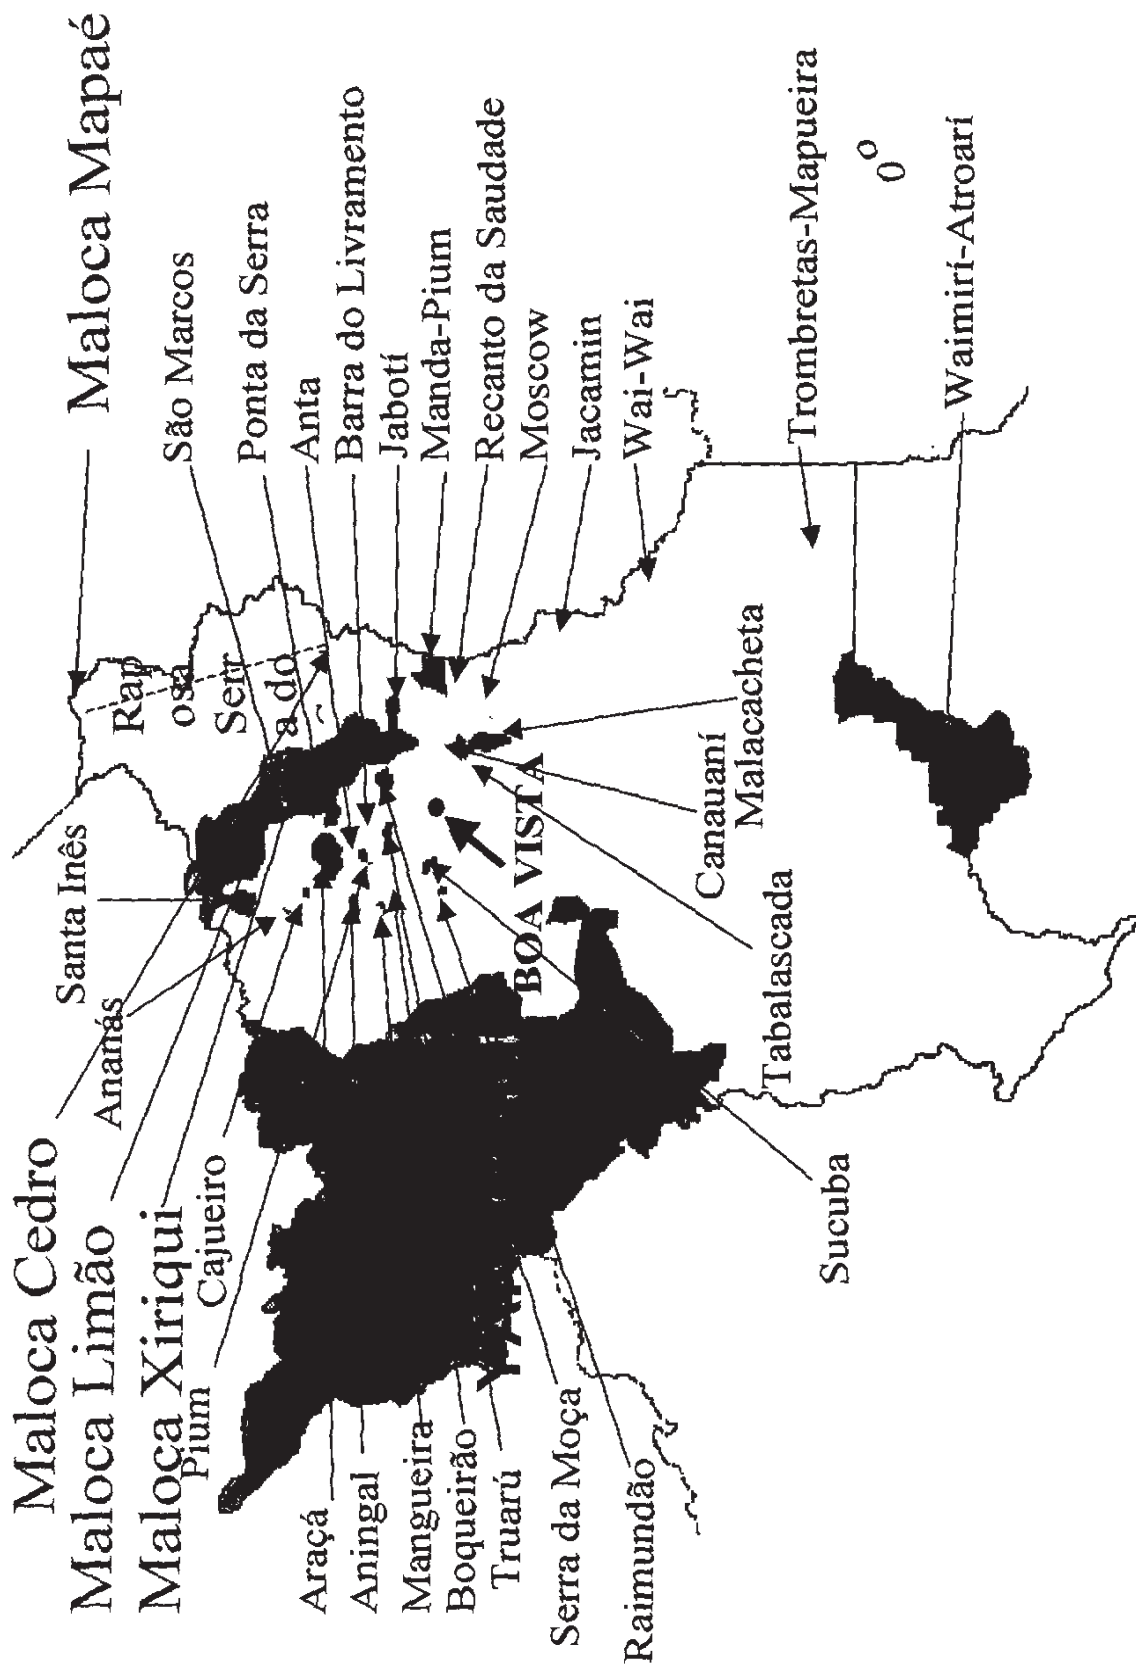 Maloca Cedro
Maloca Limão
Maloça Xiriqui
Pium
Cajueiro
Ananás
Santa Inês
Maloca Mapaé
São Marcos
Ponta da Serra
Anta
Barra do Livramento
Jabotí
Manda-Pium
Recanto da Saudade
Moscow
Jacamin
Wai-Wai
Trombretas-Mapueira
0°
Waimirí-Atroarí
Rap
osa
Serr
a do
BOA VISTA
Canauaní
Malacacheta
Tabalascada
Sucuba
Araçá
Aningal
Mangueira
Boqueirão
Truarú
Serra da Moça
Raimundão